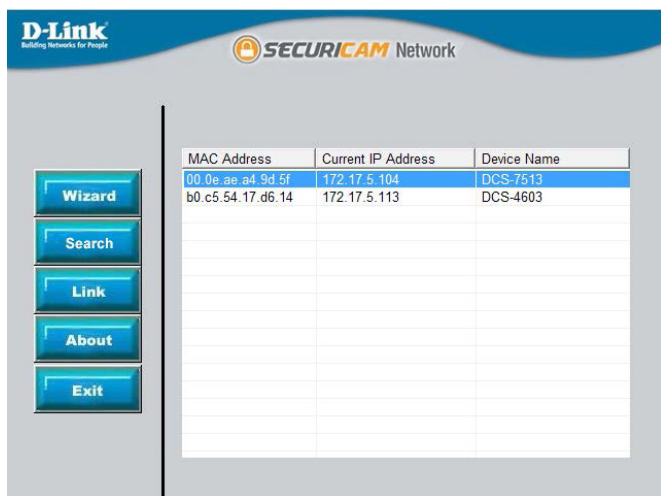 D-Link
Building Networks for People
SECURICAM Network
MAC Address Current IP Address Device Name
00.0e.ae.a4.9d.5f 172.17.5.104 DCS-7513
b0.c5.54.17.d6.14 172.17.5.113 DCS-4603
Wizard
Search
Link
About
Exit